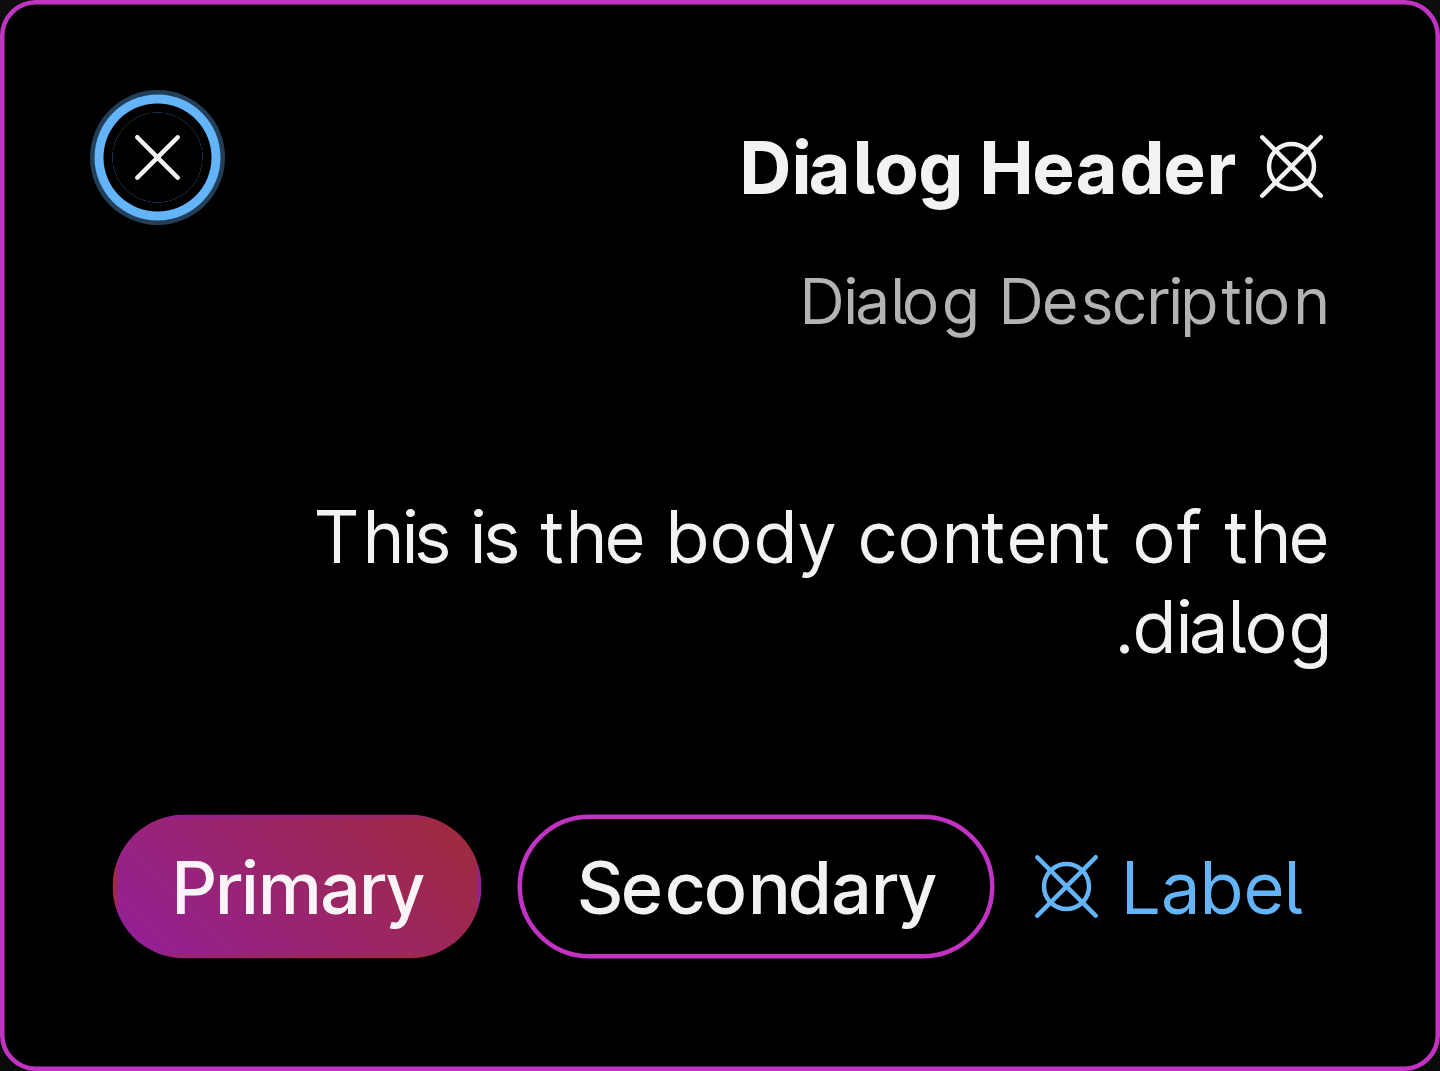 Dialog Header
Dialog Description
This is the body content of the
.dialog
Primary
Secondary
Label